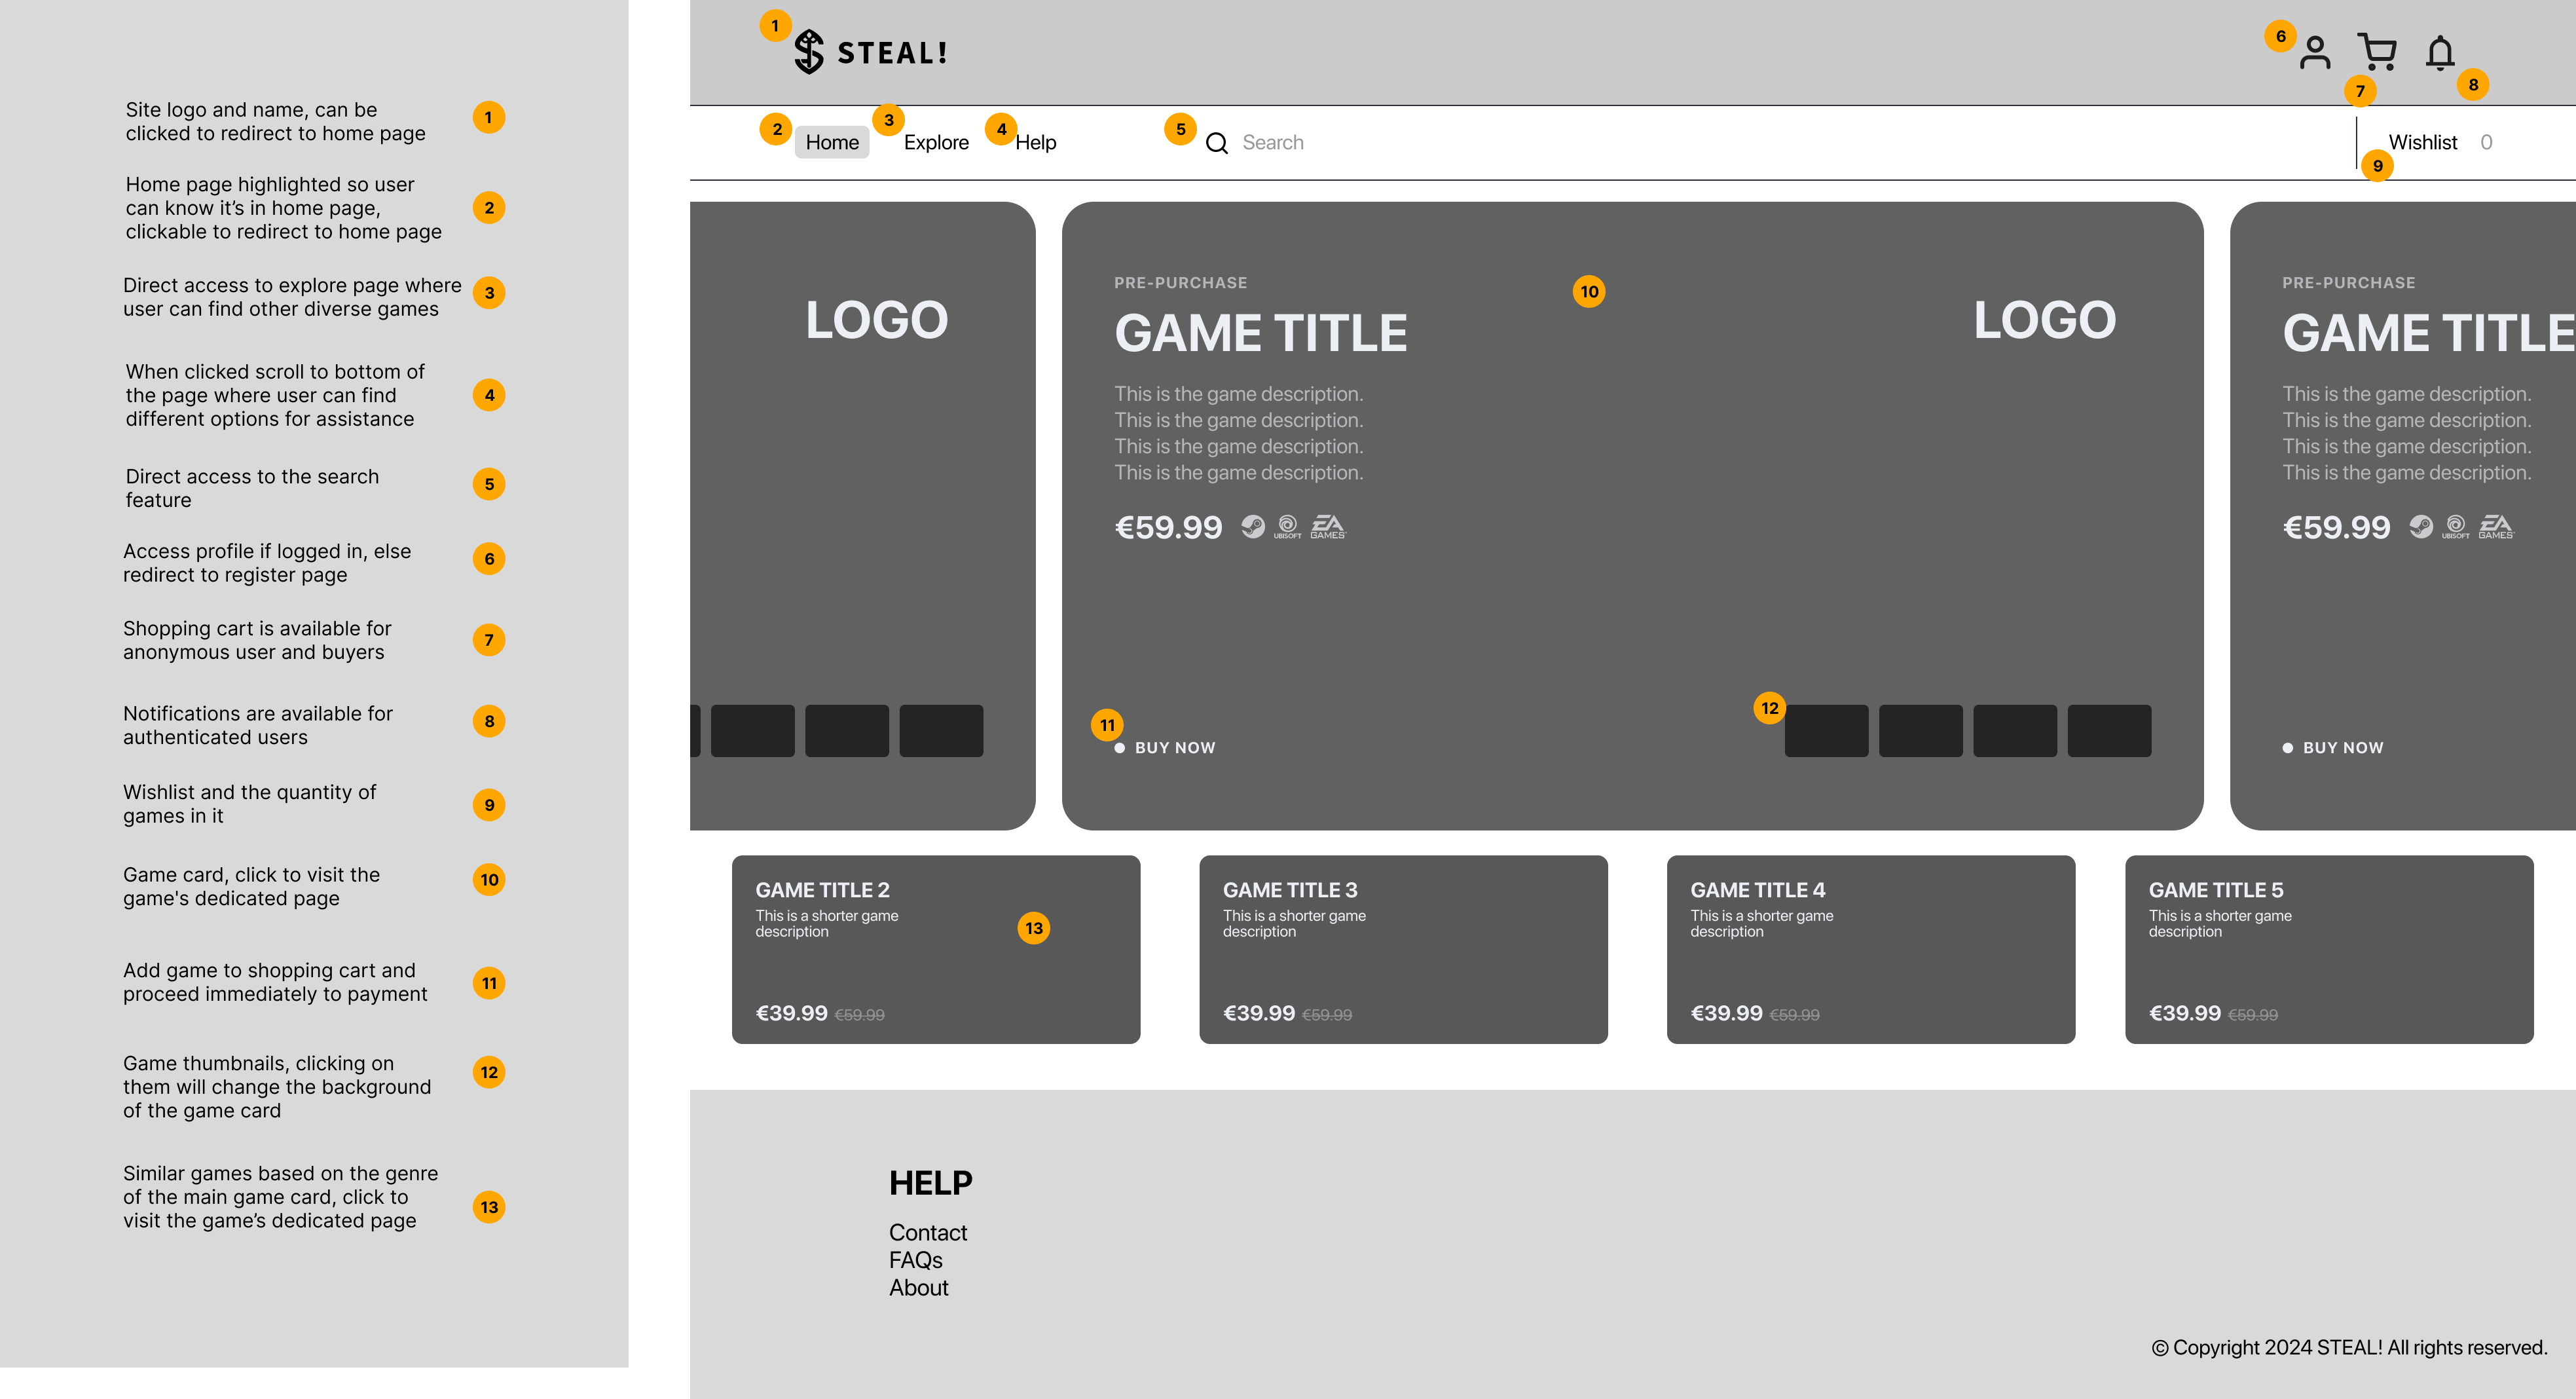 Site logo and name, can be
clicked to redirect to home page
1
Home page highlighted so user
can know it’s in home page,
clickable to redirect to home page
2
Direct access to explore page where
user can find other diverse games
3
When clicked scroll to bottom of
the page where user can find
different options for assistance
4
Direct access to the search
feature
5
Access profile if logged in, else
redirect to register page
6
Shopping cart is available for
anonymous user and buyers
7
Notifications are available for
authenticated users
8
Wishlist and the quantity of
games in it
9
Game card, click to visit the
game's dedicated page
10
Add game to shopping cart and
proceed immediately to payment
11
Game thumbnails, clicking on
them will change the background
of the game card
12
Similar games based on the genre
of the main game card, click to
visit the game’s dedicated page
13
1
STEAL!
6
7
8
2
Home
3
Explore
4
Help
5
Search
9
Wishlist 0
LOGO
PRE-PURCHASE
10
GAME TITLE
LOGO
This is the game description.
This is the game description.
This is the game description.
This is the game description.
€59.99
UBISOFT
EA
GAMES
11
BUY NOW
12
PRE-PURCHASE
GAME TITLE
This is the game description.
This is the game description.
This is the game description.
This is the game description.
€59.99
UBISOFT
EA
GAMES
BUY NOW
GAME TITLE 2
This is a shorter game
description
13
€39.99 €59.99
GAME TITLE 3
This is a shorter game
description
€39.99 €59.99
GAME TITLE 4
This is a shorter game
description
€39.99 €59.99
GAME TITLE 5
This is a shorter game
description
€39.99 €59.99
HELP
Contact
FAQs
About
© Copyright 2024 STEAL! All rights reserved.